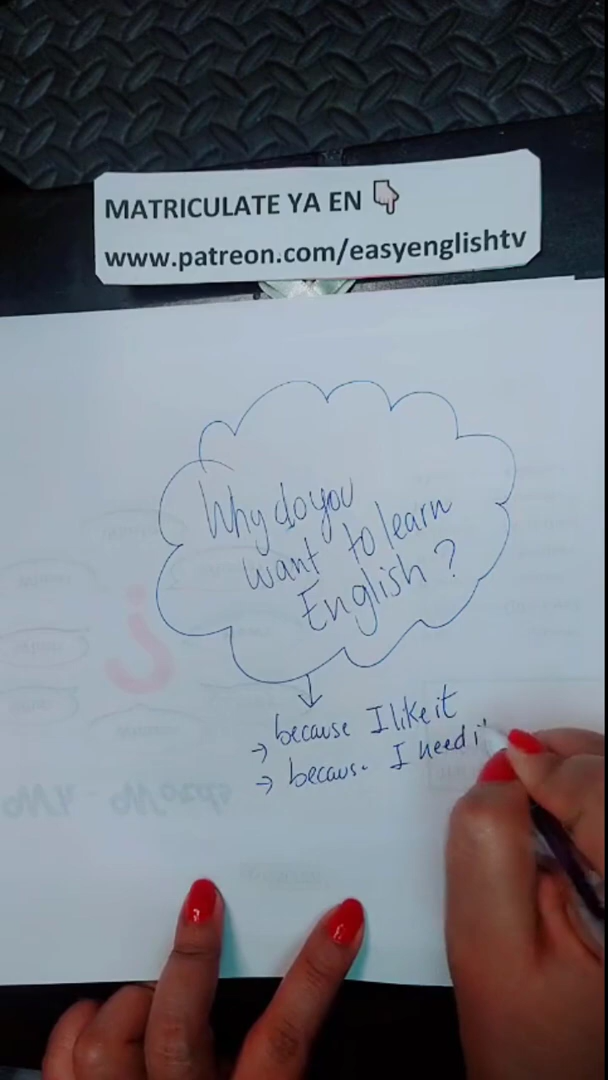 MATRICULATE YA EN
www.patreon.com/easyenglishtv
Why do you
want to learn
English?
because I like it
because I need it